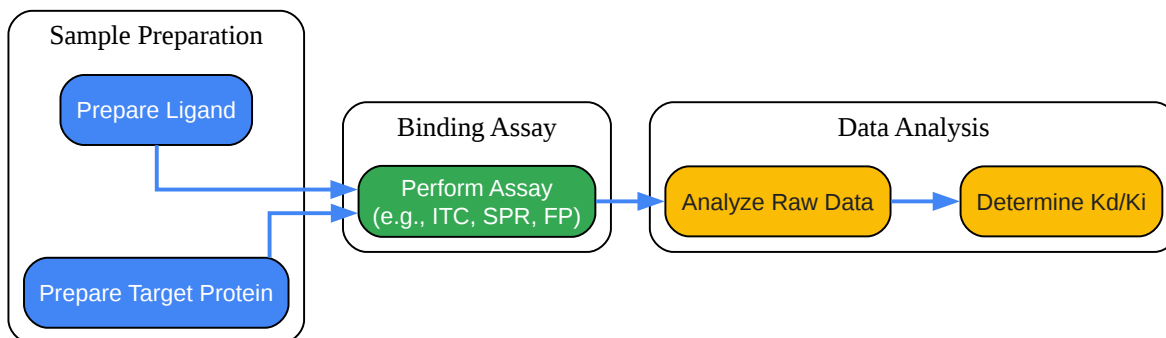 Sample Preparation
Prepare Ligand
Prepare Target Protein
Binding Assay
Perform Assay
(e.g., ITC, SPR, FP)
Data Analysis
Analyze Raw Data
Determine Kd/Ki